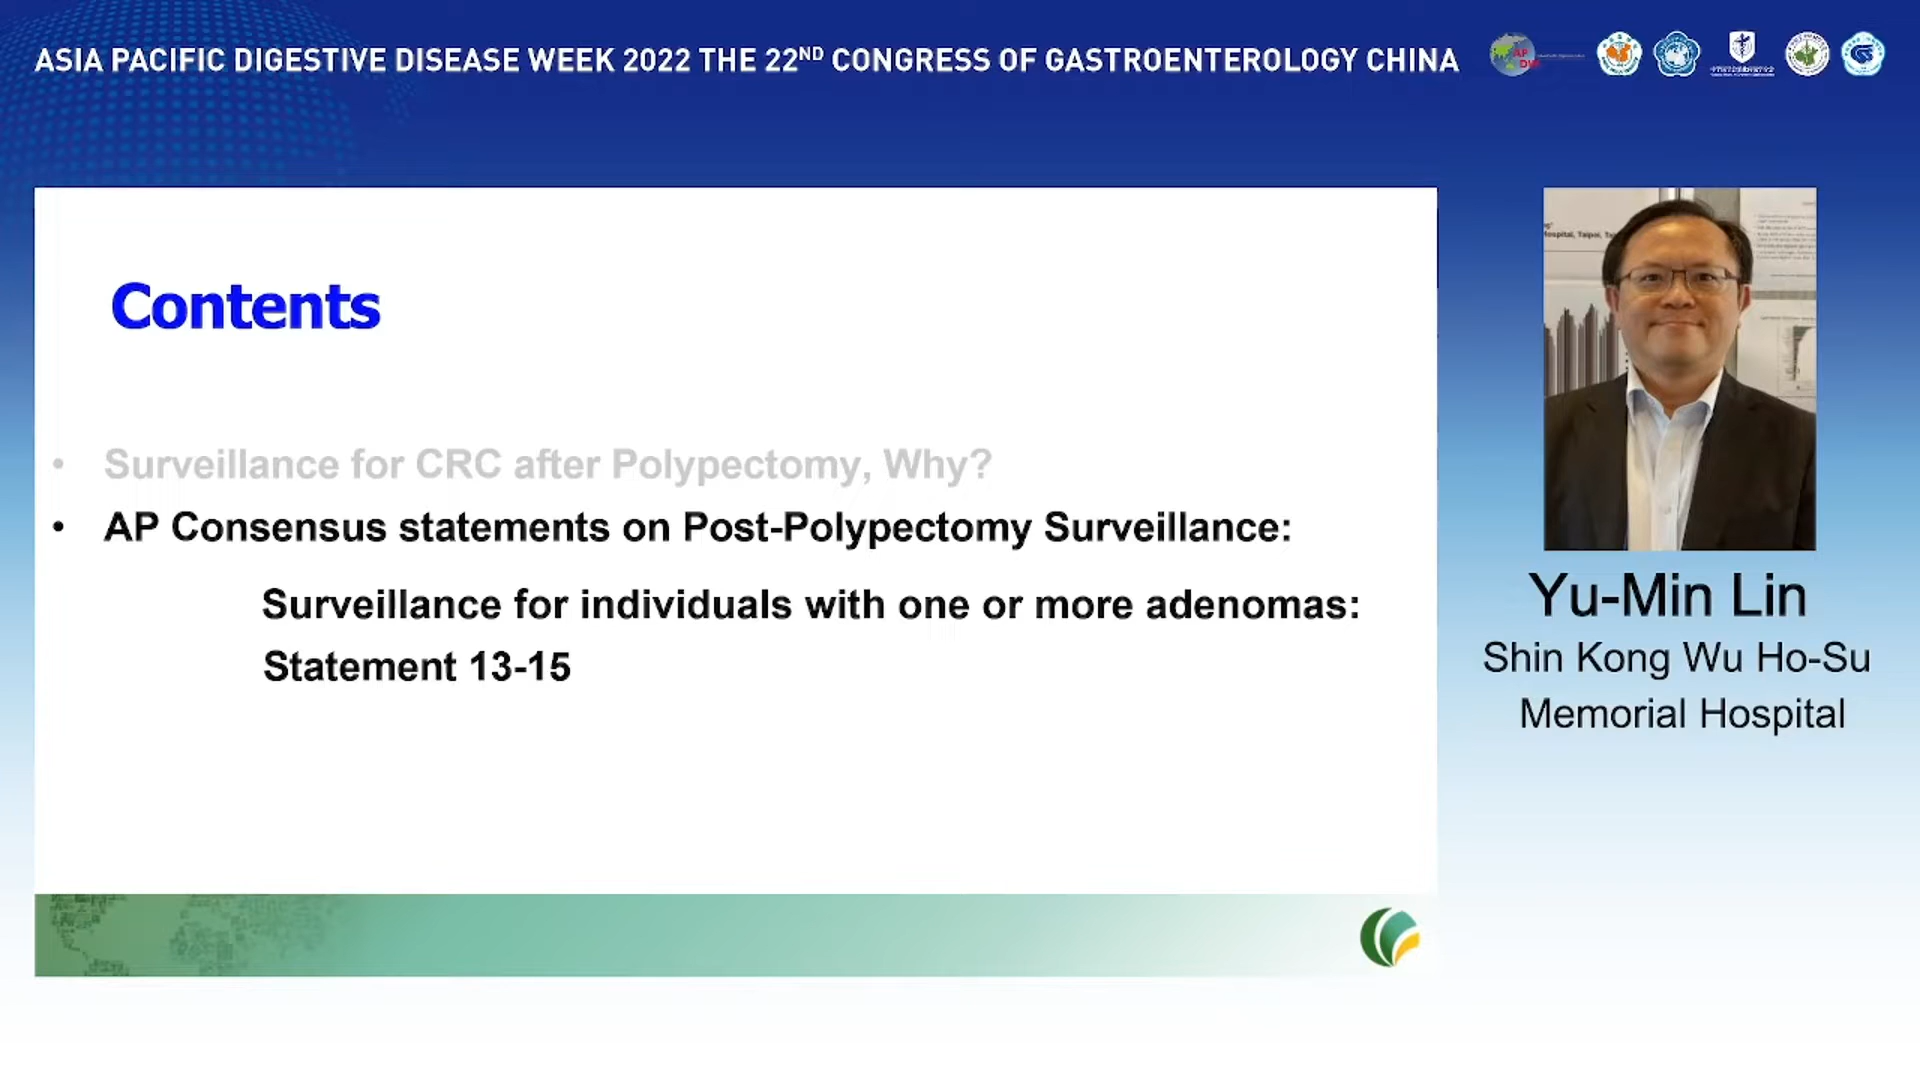 ASIA PACIFIC DIGESTIVE DISEASE WEEK 2022 THE 22ND CONGRESS OF GASTROENTEROLOGY CHINA
Contents
• Surveillance for CRC after Polypectomy, Why?
• AP Consensus statements on Post-Polypectomy Surveillance:
Surveillance for individuals with one or more adenomas:
Statement 13-15
Hospital, Taipei,
Yu-Min Lin
Shin Kong Wu Ho-Su
Memorial Hospital